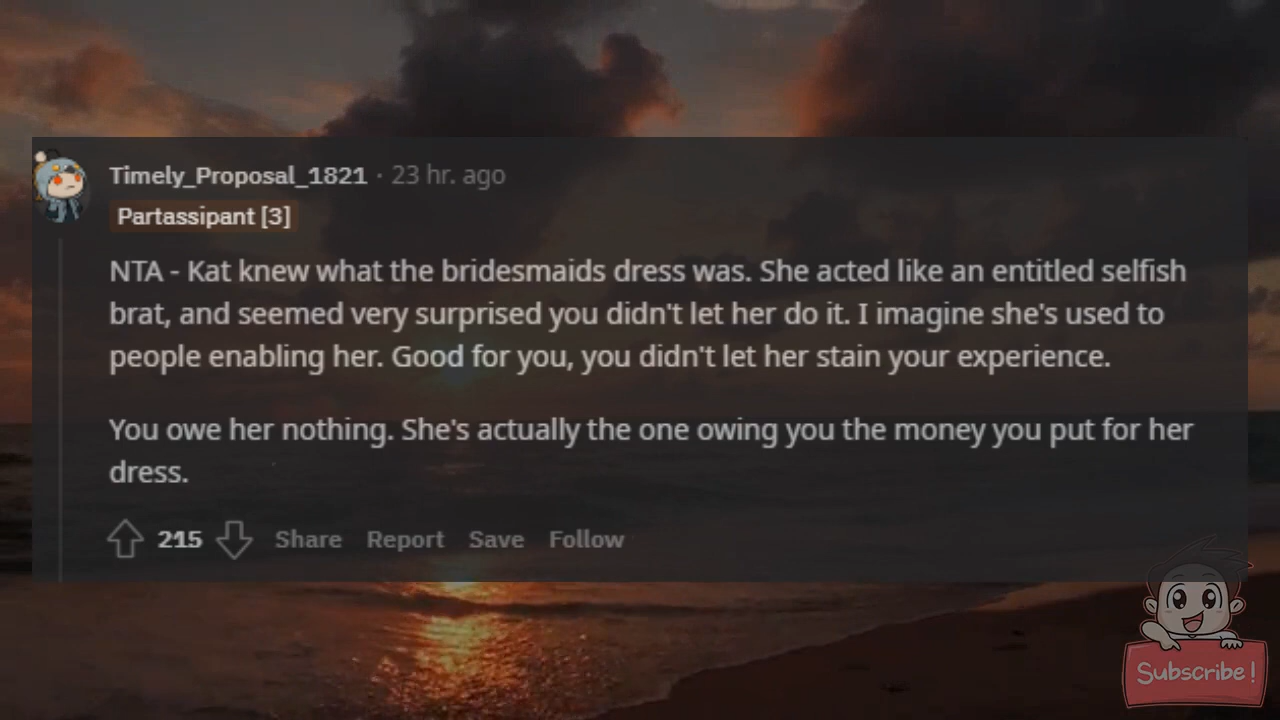 Timely_Proposal_1821 · 23 hr. ago
Partassipant [3]
NTA - Kat knew what the bridesmaids dress was. She acted like an entitled selfish
brat, and seemed very surprised you didn't let her do it. I imagine she's used to
people enabling her. Good for you, you didn't let her stain your experience.
You owe her nothing. She's actually the one owing you the money you put for her
dress.
215 Share Report Save Follow
Subscribe!